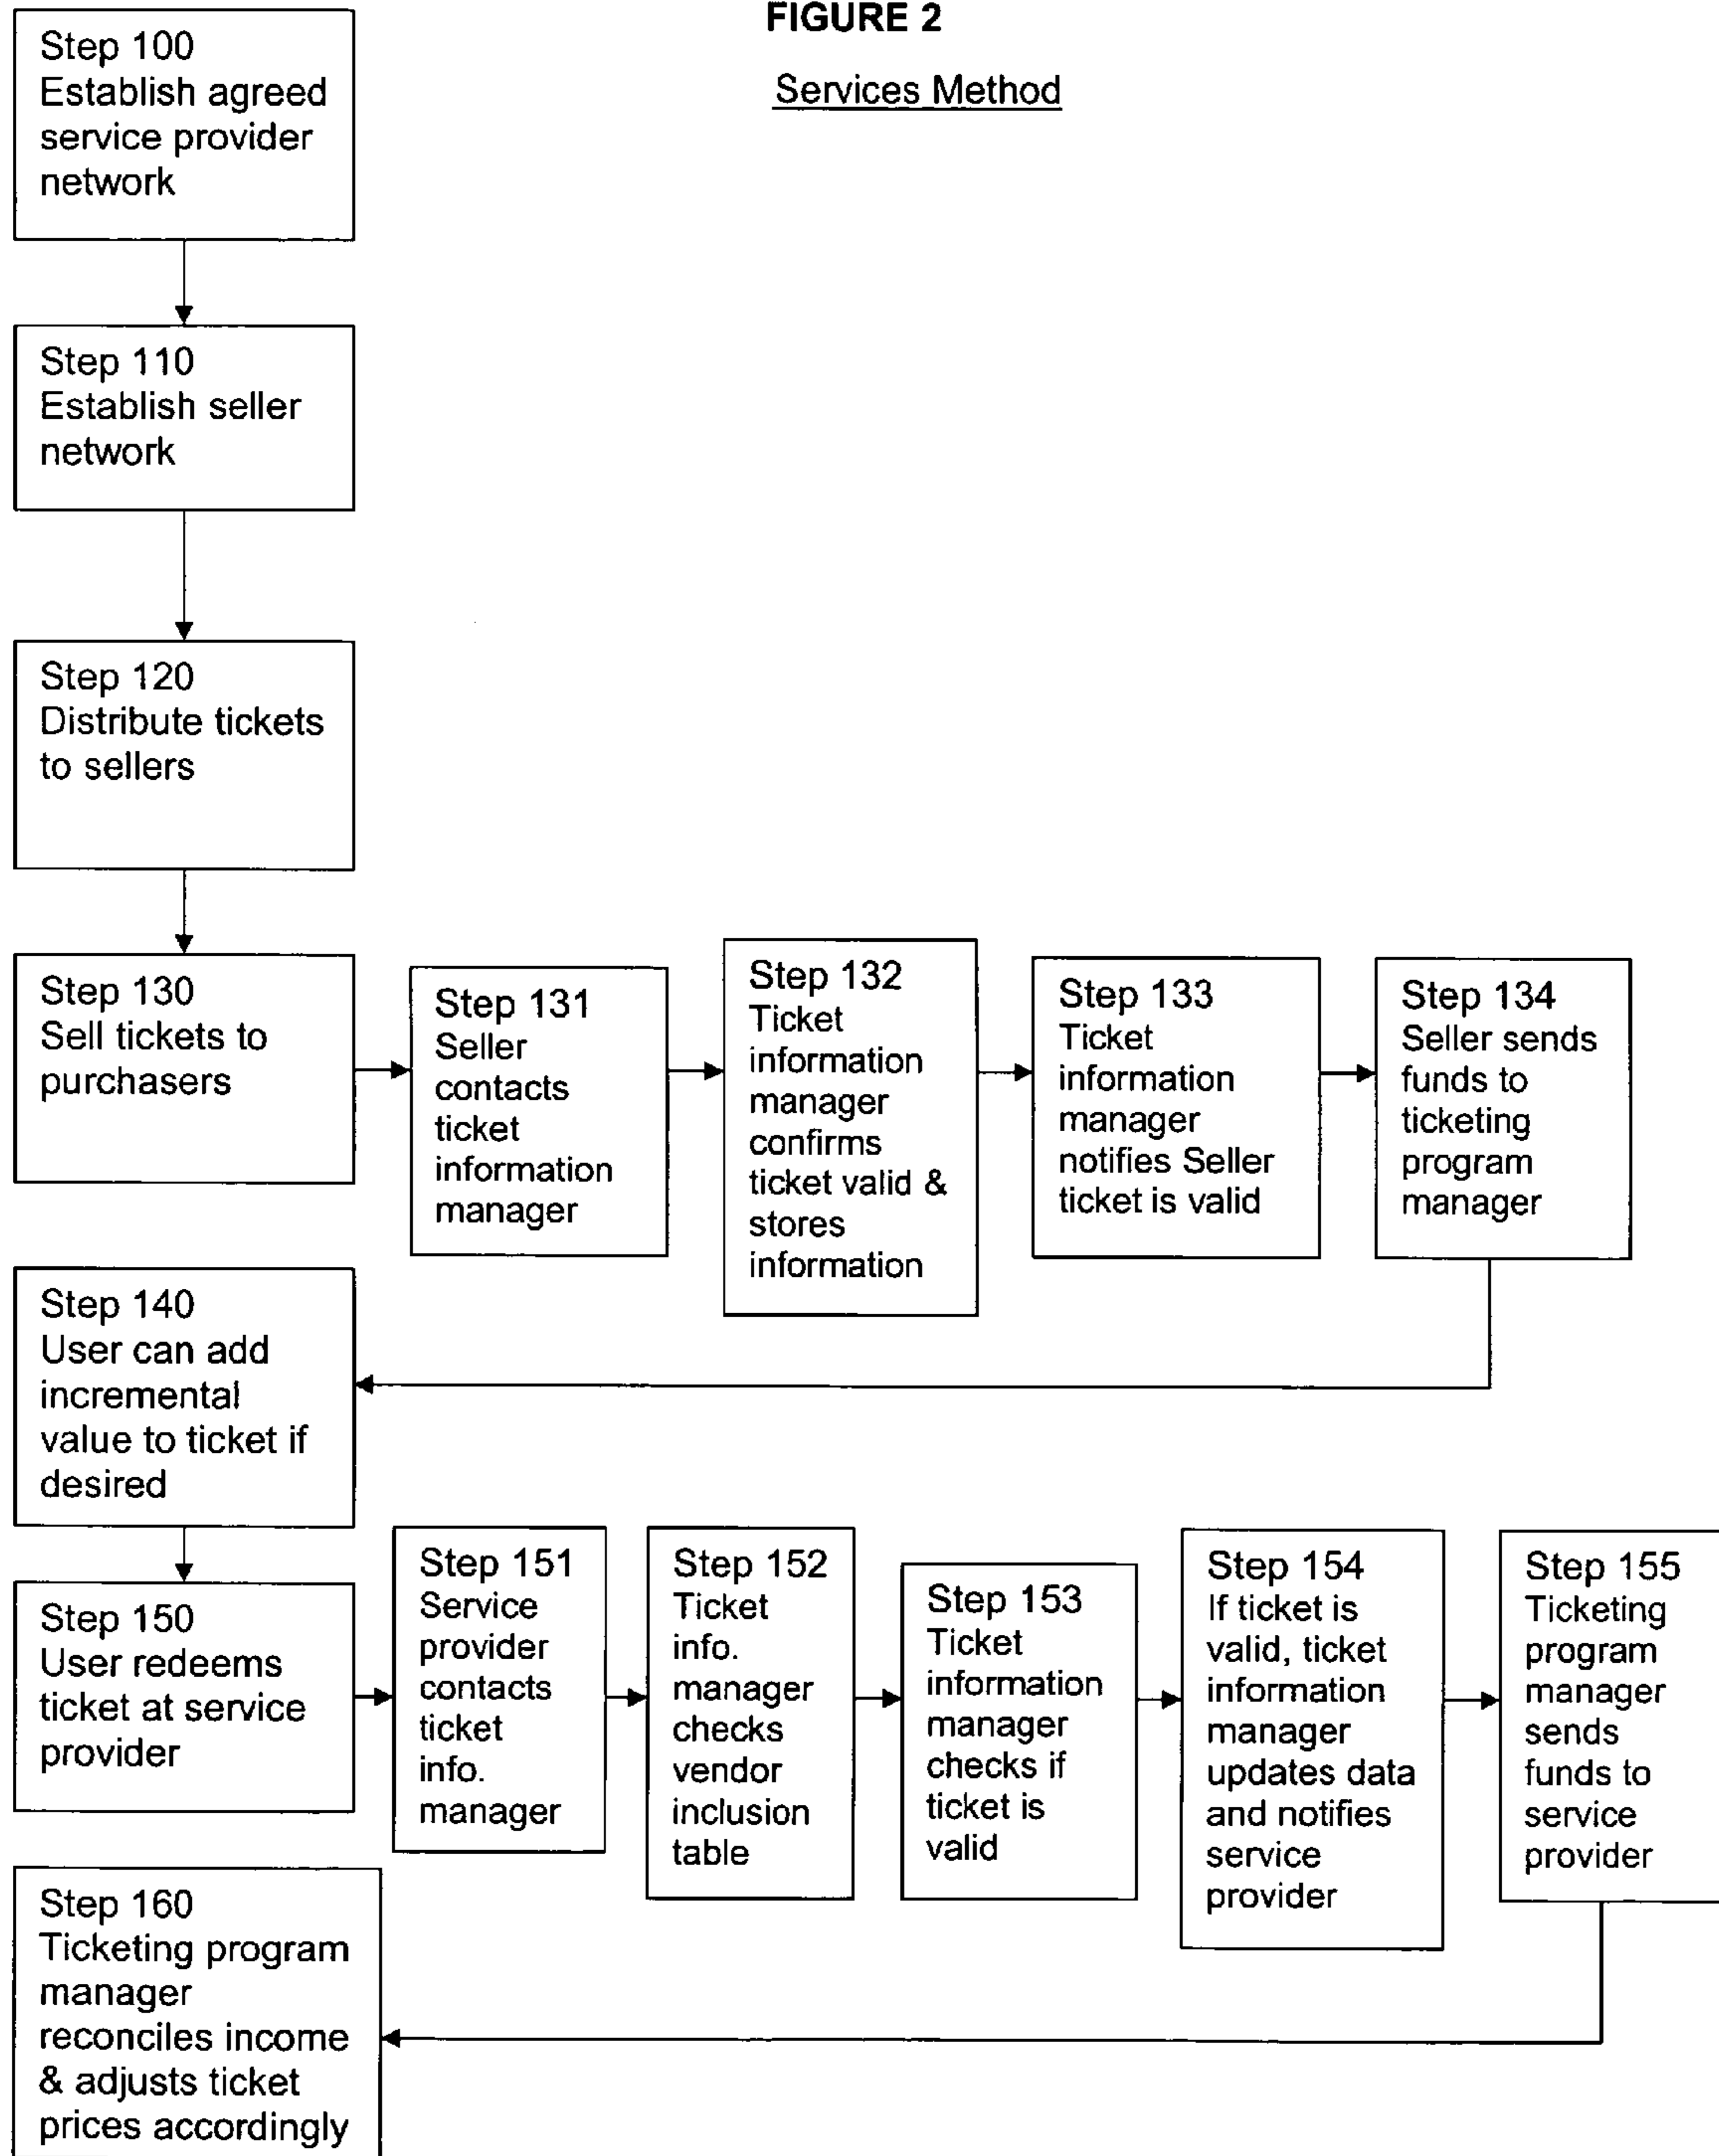 FIGURE 2
Services Method
Step 100
Establish agreed
service provider
network
Step 110
Establish seller
network
Step 120
Distribute tickets
to sellers
Step 130
Sell tickets to
purchasers
Step 131
Seller
contacts
ticket
information
manager
Step 132
Ticket
information
manager
confirms
ticket valid &
stores
information
Step 133
Ticket
information
manager
notifies Seller
ticket is valid
Step 134
Seller sends
funds to
ticketing
program
manager
Step 140
User can add
incremental
value to ticket if
desired
Step 150
User redeems
ticket at service
provider
Step 151
Service
provider
contacts
ticket
info.
manager
Step 152
Ticket
info.
manager
checks
vendor
inclusion
table
Step 153
Ticket
information
manager
checks if
ticket is
valid
Step 154
If ticket is
valid, ticket
information
manager
updates data
and notifies
service
provider
Step 155
Ticketing
program
manager
sends
funds to
service
provider
Step 160
Ticketing program
manager
reconciles income
& adjusts ticket
prices accordingly